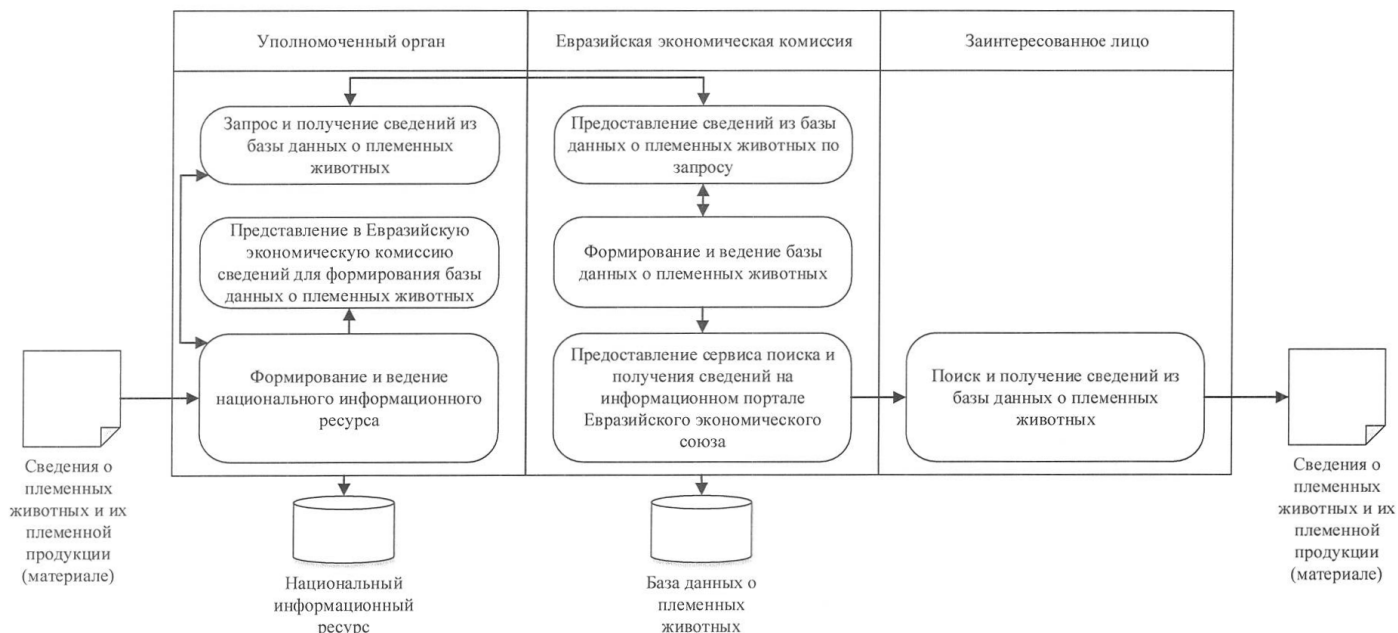 Уполномоченный орган
Евразийская экономическая комиссия
Заинтересованное лицо
Запрос и получение сведений из
базы данных о племенных
животных
Предоставление сведений из базы
данных о племенных животных по
запросу
Представление в Евразийскую
экономическую комиссию
сведений для формирования базы
данных о племенных животных
Формирование и ведение базы
данных о племенных животных
Формирование и ведение
национального информационного
ресурса
Предоставление сервиса поиска и
получения сведений на
информационном портале
Евразийского экономического
союза
Поиск и получение сведений из
базы данных о племенных
животных
Сведения о
племенных
животных и их
племенной
продукции
(материале)
Сведения о
племенных
животных и их
племенной
продукции
(материале)
Национальный
информационный
ресурс
База данных о
племенных
животных